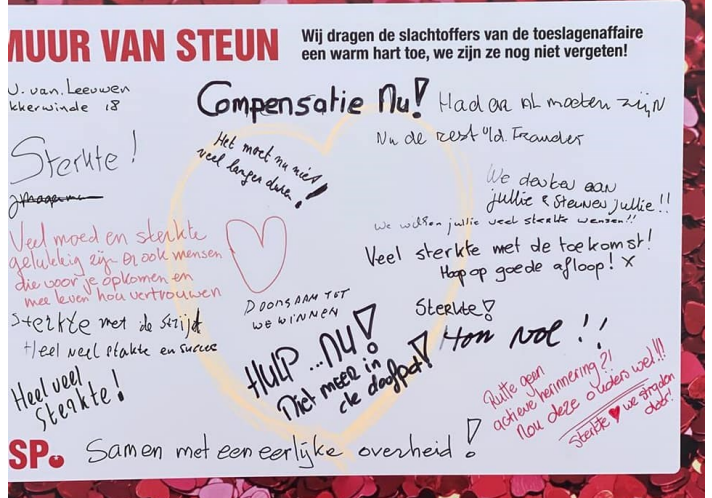 MUUR VAN STEUN
Wij dragen de slachtoffers van de toeslagenaffaire
een warm hart toe, we zijn ze nog niet vergeten!
J. van Leeuwen
kkerwinde 18
Compensatie Nu!
Had er al moeten zijn
Nu de rest v/d. Fraudes
Sterkte!
Het moet nu niet
veel langer duren!
We denken aan
jullie & steunen jullie!!
We willen jullie veel sterkte wensen!!
Veel moed en sterkte
gelukkig zijn er ook mensen
die voor je opkomen en
mee leven hou vertrouwen
Veel sterkte met de toekomst!
Hoop op goede afloop! X
Doorgaan tot
we winnen
Sterkte!
Sterkte met de strijd
Heel veel sterkte en succes
Hulp...Nu!
Niet meer in
de doofpot!
Hou vol!!
Heel veel
Sterkte!
Rutte geen
actieve herinnering?!
Nou deze ouders wel!!!
Sterkte ♥ we strijden
door!
SP. Samen met een eerlijke overheid!